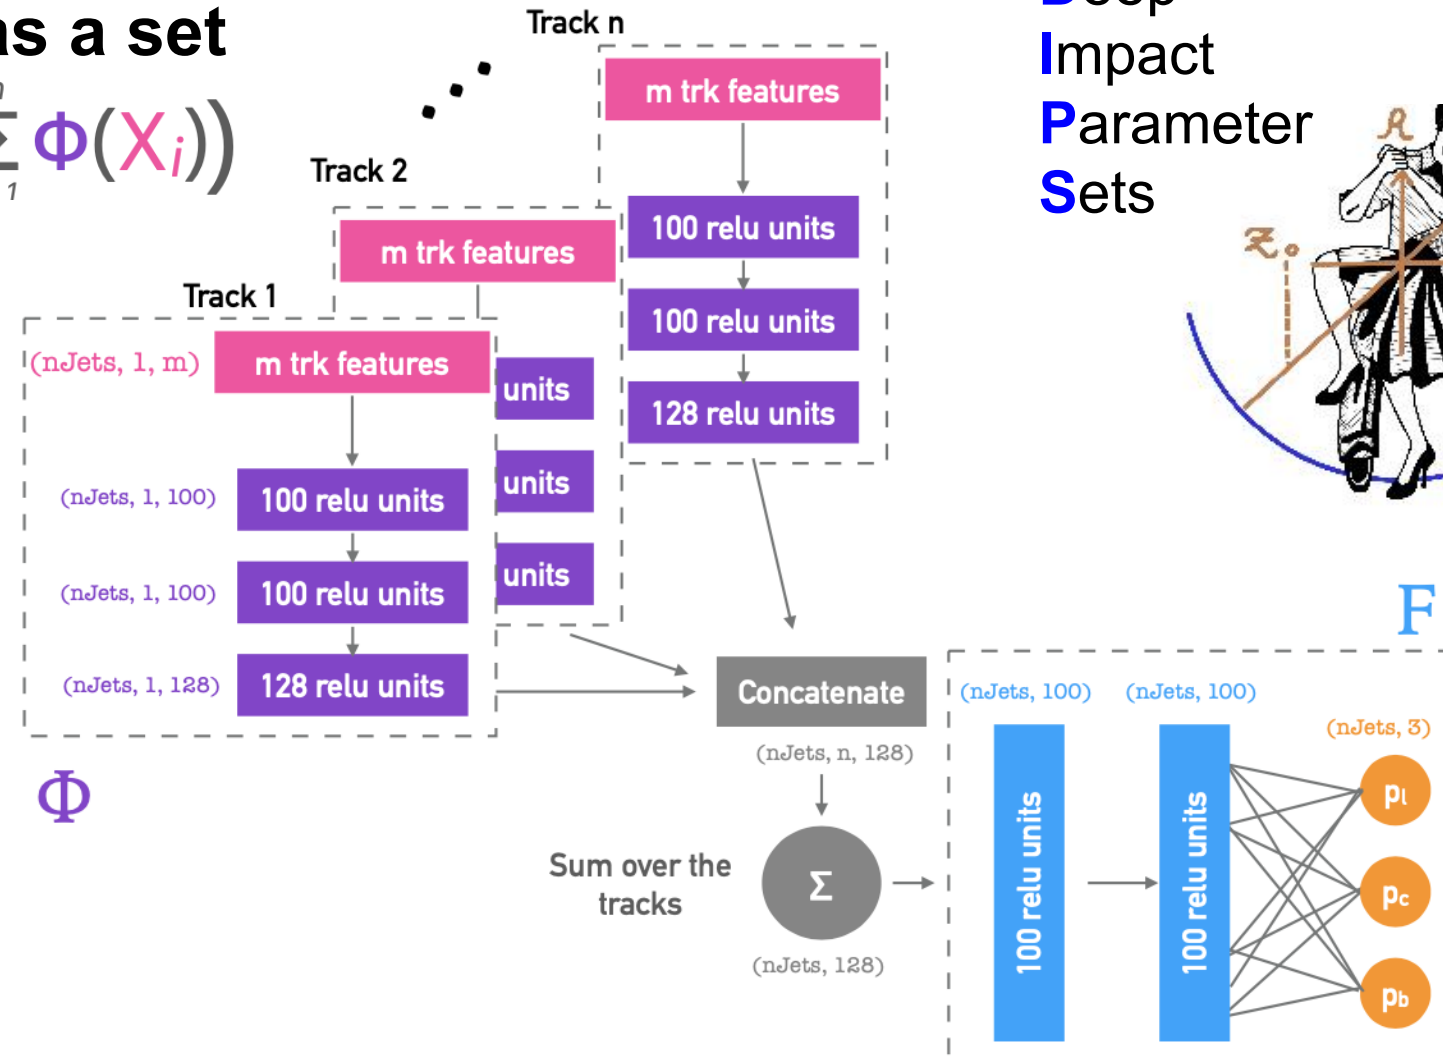 as a set
Σ Φ(Xi))
1
Track n
m trk features
100 relu units
100 relu units
128 relu units
Track 2
m trk features
units
units
units
Track 1
(nJets, 1, m)
m trk features
(nJets, 1, 100)
100 relu units
(nJets, 1, 100)
100 relu units
(nJets, 1, 128)
128 relu units
Φ
Deep
Impact
Parameter
Sets
R
Z0
F
Concatenate
(nJets, n, 128)
Sum over the
tracks
Σ
(nJets, 128)
(nJets, 100)
(nJets, 100)
100 relu units
100 relu units
(nJets, 3)
pl
pc
pb